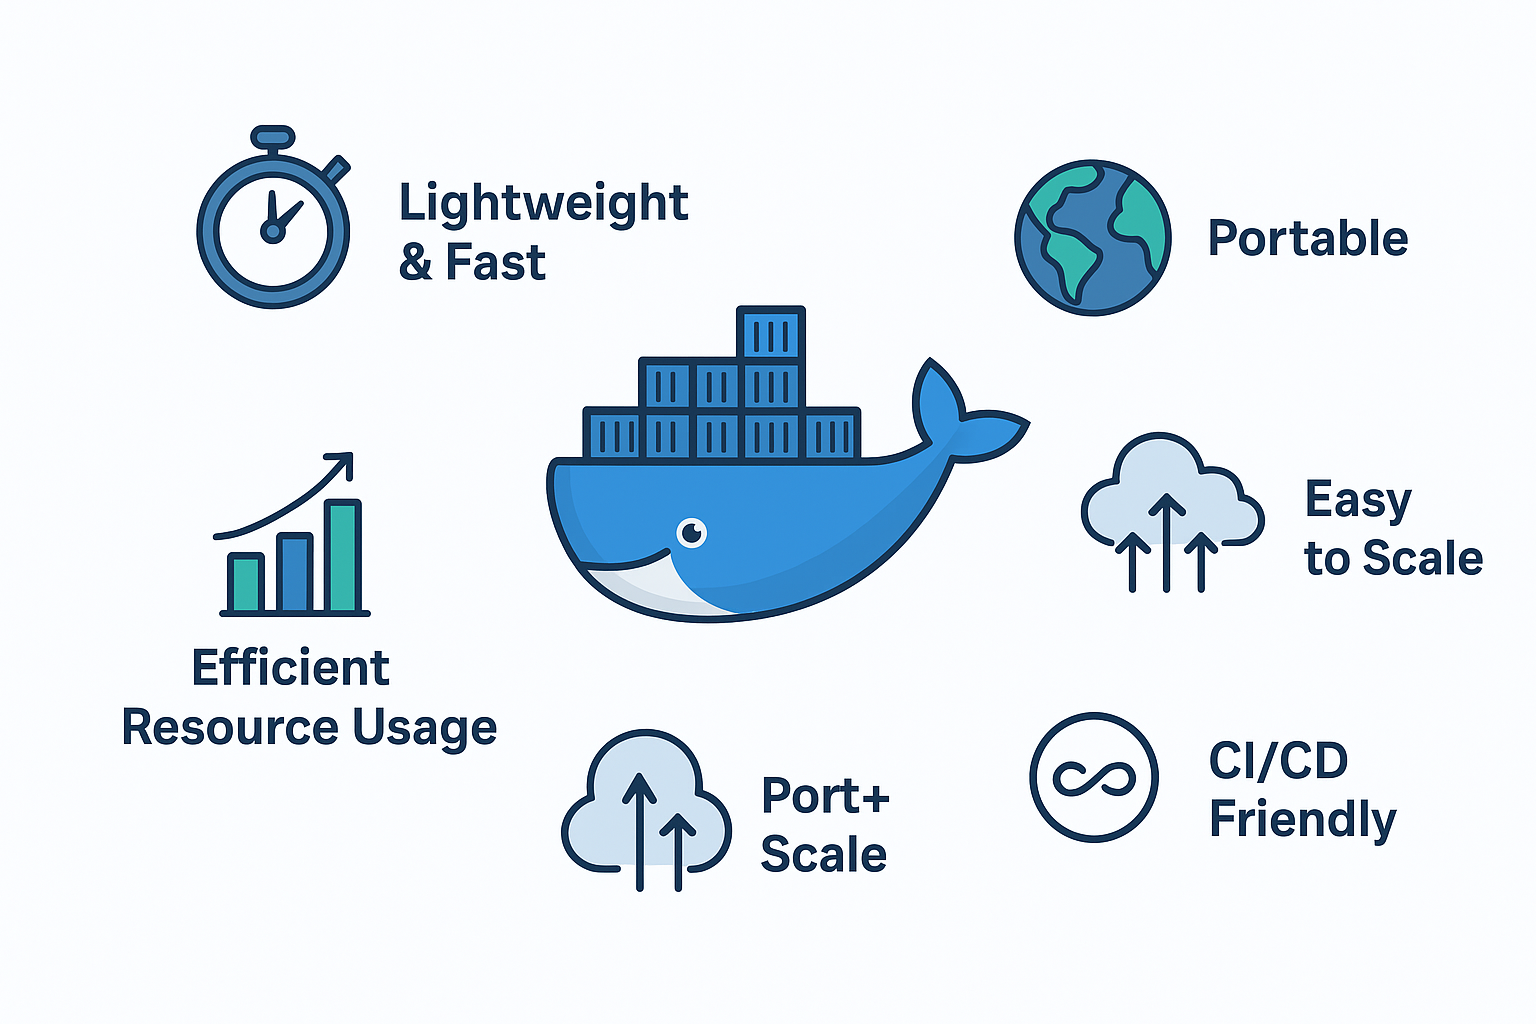 Lightweight
& Fast
Portable
Easy
to Scale
Efficient
Resource Usage
Port+
Scale
CI/CD
Friendly